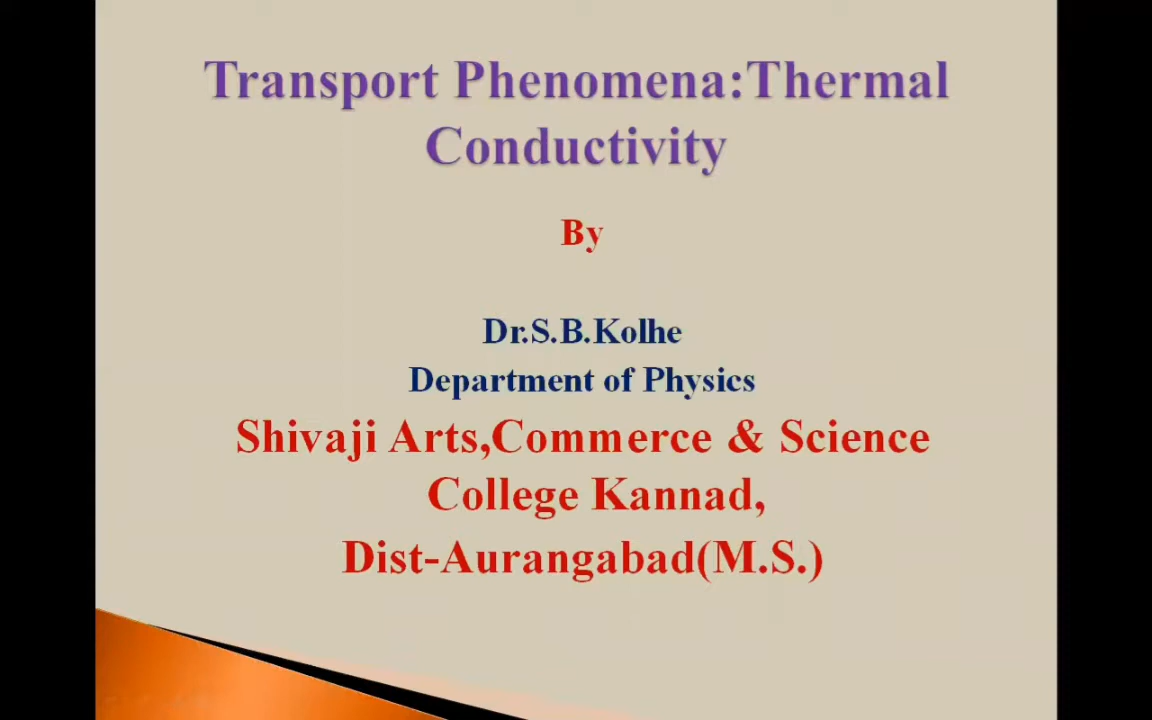 Transport Phenomena:Thermal
Conductivity
By
Dr.S.B.Kolhe
Department of Physics
Shivaji Arts,Commerce & Science
College Kannad,
Dist-Aurangabad(M.S.)